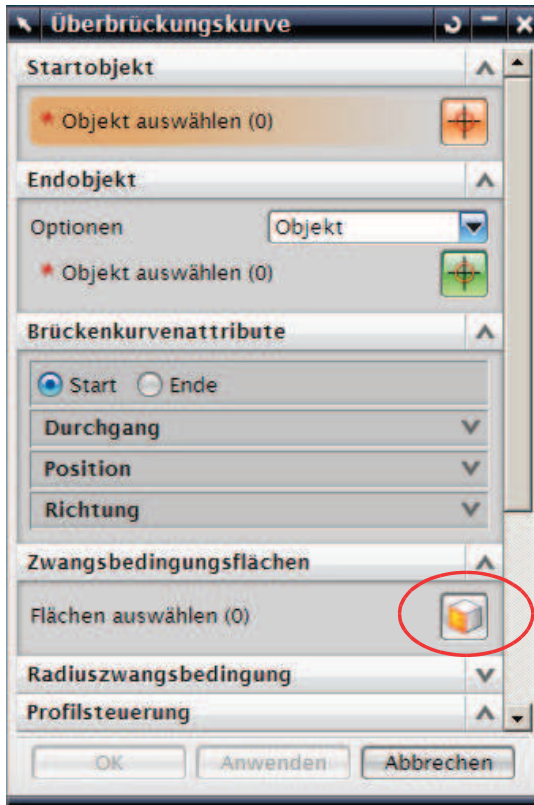 Überbrückungskurve
Startobjekt
* Objekt auswählen (0)
Endobjekt
Optionen Objekt
* Objekt auswählen (0)
Brückenkurvenattribute
Start Ende
Durchgang
Position
Richtung
Zwangsbedingungsflächen
Flächen auswählen (0)
Radiuszwangsbedingung
Profilsteuerung
OK Anwenden Abbrechen